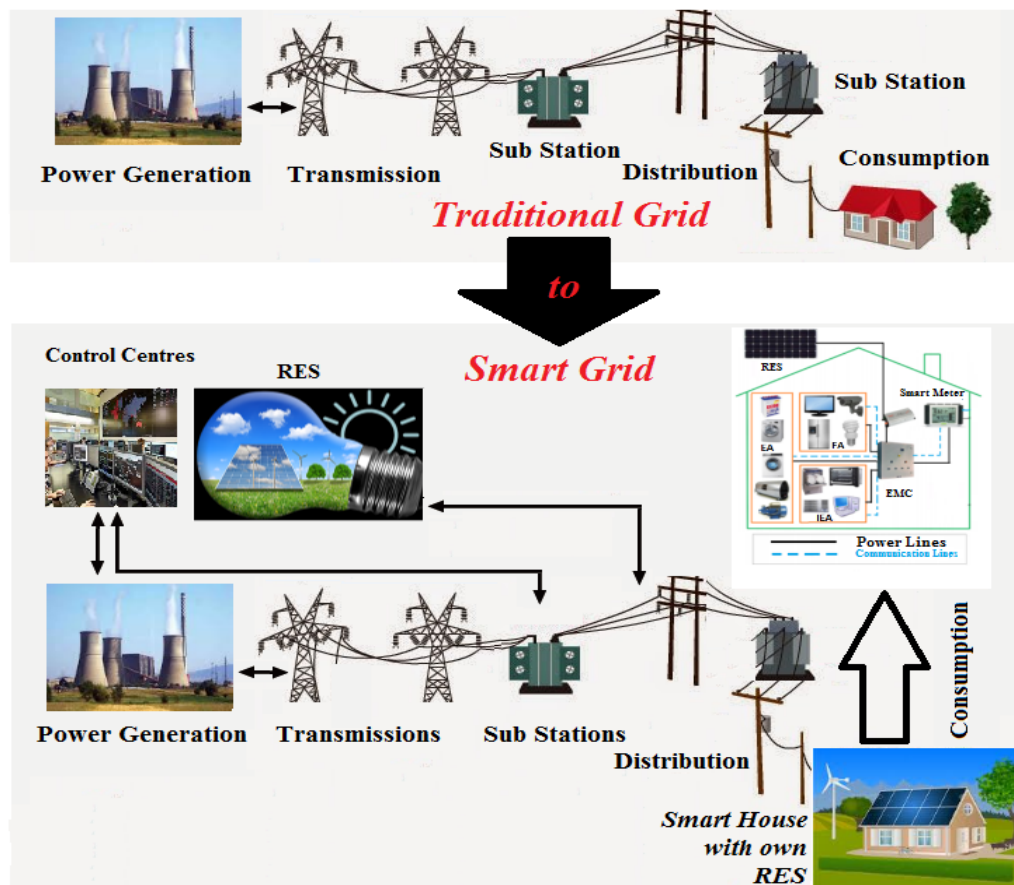 Sub Station
Sub Station
Consumption
Power Generation
Transmission
Distribution
Traditional Grid
to
Smart Grid
Control Centres
RES
RES
Smart Meter
EA
FA
EMC
IEA
Power Lines
Communication Lines
Consumption
Power Generation
Transmissions
Sub Stations
Distribution
Smart House
with own
RES